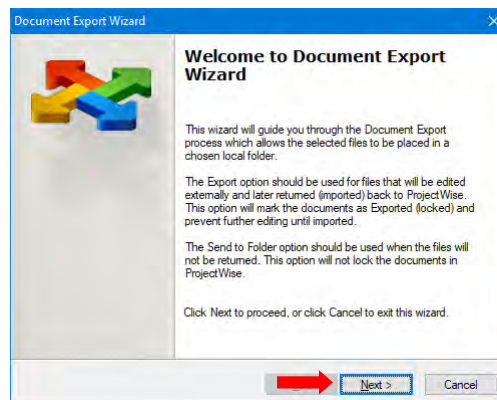 Document Export Wizard
Welcome to Document Export
Wizard
This wizard will guide you through the Document Export
process which allows the selected files to be placed in a
chosen local folder.
The Export option should be used for files that will be edited
externally and later returned (imported) back to ProjectWise.
This option will mark the documents as Exported (locked) and
prevent further editing until imported.
The Send to Folder option should be used when the files will
not be returned. This option will not lock the documents in
ProjectWise.
Click Next to proceed, or click Cancel to exit this wizard.
Next > Cancel